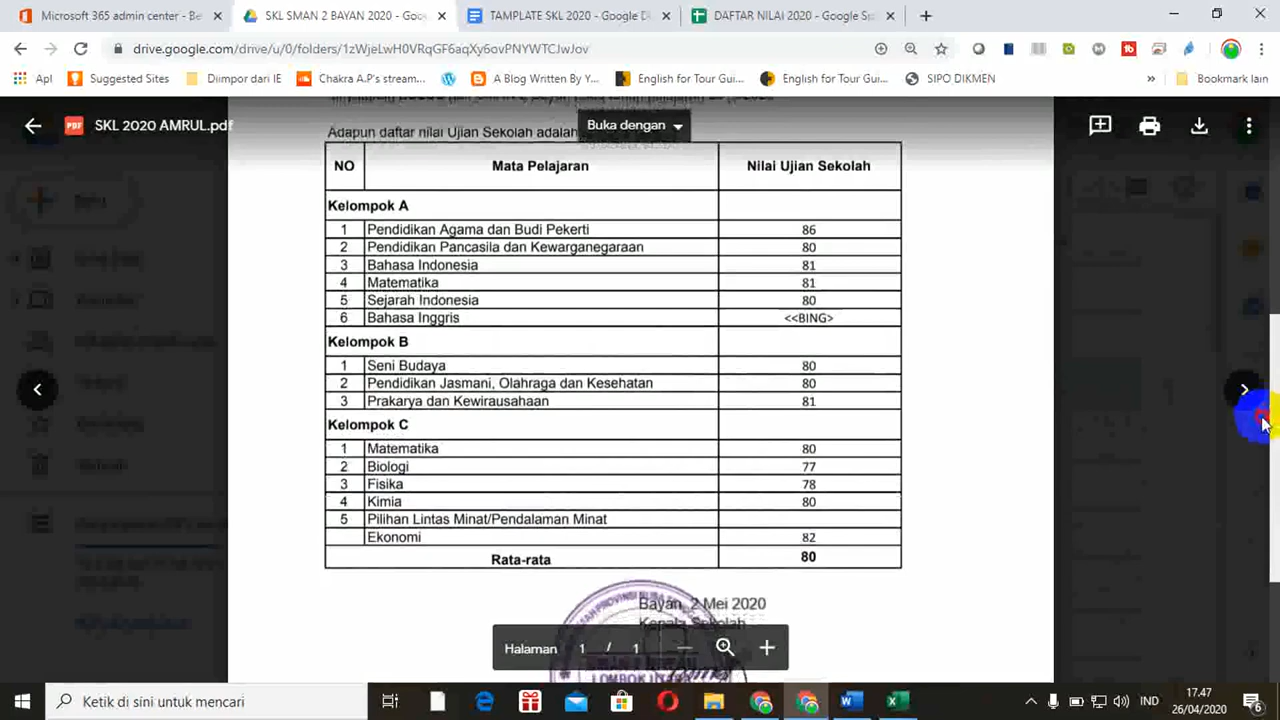 Microsoft 365 admin center - Be
SKL SMAN 2 BAYAN 2020 - Goo
TAMPLATE SKL 2020 - Google D
DAFTAR NILAI 2020 - Google Sp
drive.google.com/drive/u/0/folders/1zWjeLwH0VRqGF6aqXy6ovPNYWTCJwJov
Apl
Suggested Sites
Diimpor dari IE
Chakra A.P's stream...
A Blog Written By Y...
English for Tour Gui...
English for Tour Gui...
SIPO DIKMEN
»
Bookmark lain
SKL 2020 AMRUL.pdf
Buka dengan
Adapun daftar nilai Ujian Sekolah adalah
NO Mata Pelajaran Nilai Ujian Sekolah
Kelompok A
1 Pendidikan Agama dan Budi Pekerti 86
2 Pendidikan Pancasila dan Kewarganegaraan 80
3 Bahasa Indonesia 81
4 Matematika 81
5 Sejarah Indonesia 80
6 Bahasa Inggris <<BING>
Kelompok B
1 Seni Budaya 80
2 Pendidikan Jasmani, Olahraga dan Kesehatan 80
3 Prakarya dan Kewirausahaan 81
Kelompok C
1 Matematika 80
2 Biologi 77
3 Fisika 78
4 Kimia 80
5 Pilihan Lintas Minat/Pendalaman Minat
Ekonomi 82
Rata-rata 80
Bayan, 2 Mei 2020
Kepala Sekolah
Halaman 1 / 1
LOMBOK UTARA
Ketik di sini untuk mencari
IND
17.47
26/04/2020
6